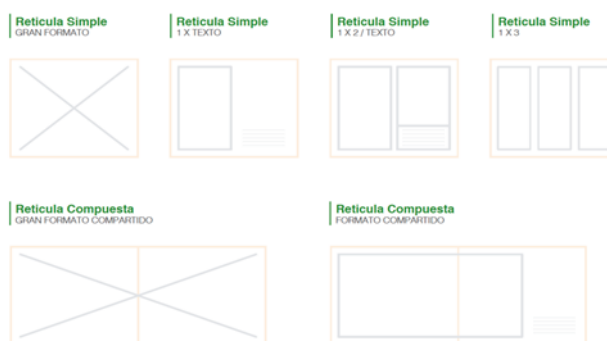 Reticula Simple
GRAN FORMATO
Reticula Simple
1 X TEXTO
Reticula Simple
1 X 2 / TEXTO
Reticula Simple
1 X 3
Reticula Compuesta
GRAN FORMATO COMPARTIDO
Reticula Compuesta
FORMATO COMPARTIDO